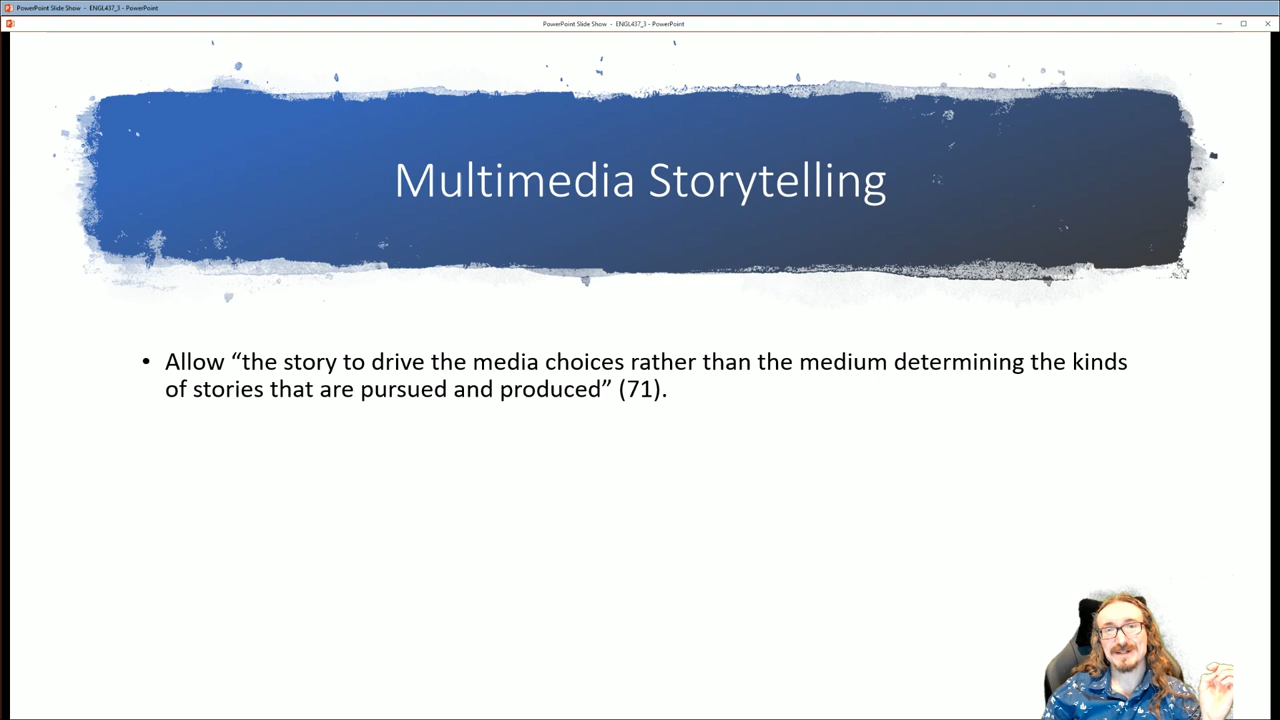 PowerPoint Slide Show - ENGL437_3 - PowerPoint
PowerPoint Slide Show - ENGL437_3 - PowerPoint
Multimedia Storytelling
• Allow “the story to drive the media choices rather than the medium determining the kinds
of stories that are pursued and produced” (71).